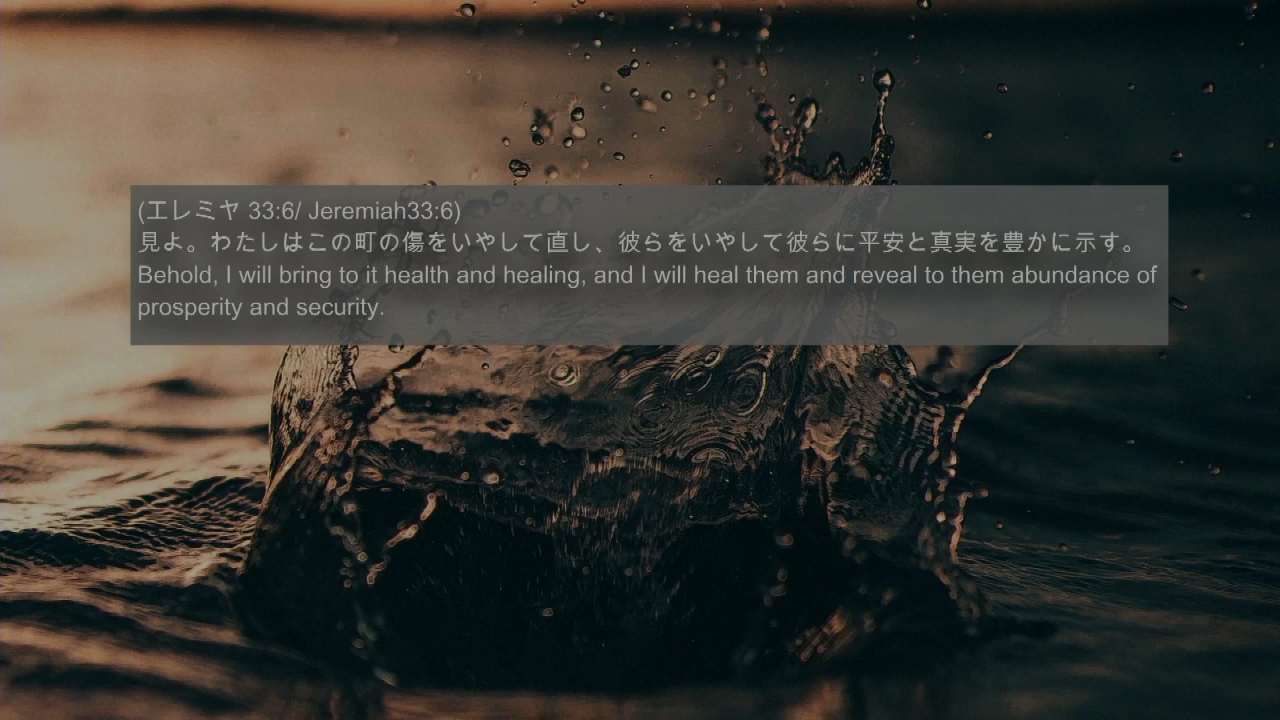 (エレミヤ 33:6/ Jeremiah33:6)
見よ。わたしはこの町の傷をいやして直し、彼らをいやして彼らに平安と真実を豊かに示す。
Behold, I will bring to it health and healing, and I will heal them and reveal to them abundance of
prosperity and security.